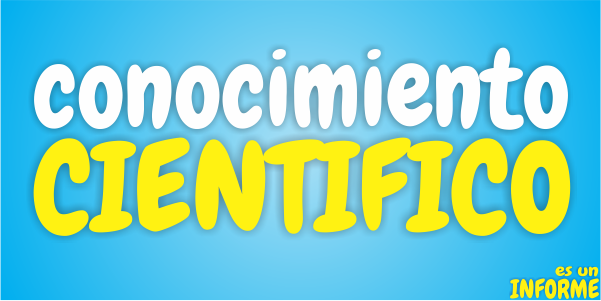 conocimiento
CIENTIFICO
es un
INFORME